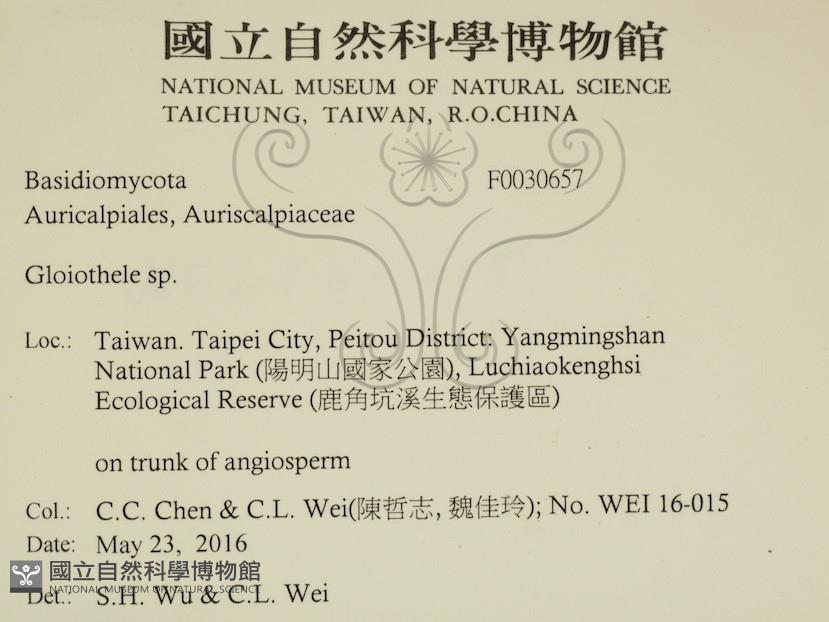 國立自然科學博物館
NATIONAL MUSEUM OF NATURAL SCIENCE
TAICHUNG, TAIWAN, R.O.CHINA
Basidiomycota F0030657
Auricalpiales, Auriscalpiaceae
Gloiothele sp.
Loc.: Taiwan. Taipei City, Peitou District: Yangmingshan
National Park (陽明山國家公園), Luchiaokenghsi
Ecological Reserve (鹿角坑溪生態保護區)
on trunk of angiosperm
Col.: C.C. Chen & C.L. Wei(陳哲志, 魏佳玲); No. WEI 16-015
Date: May 23, 2016
國立自然科學博物館
NATIONAL MUSEUM OF NATURAL SCIENCE
Det.: S.H. Wu & C.L. Wei